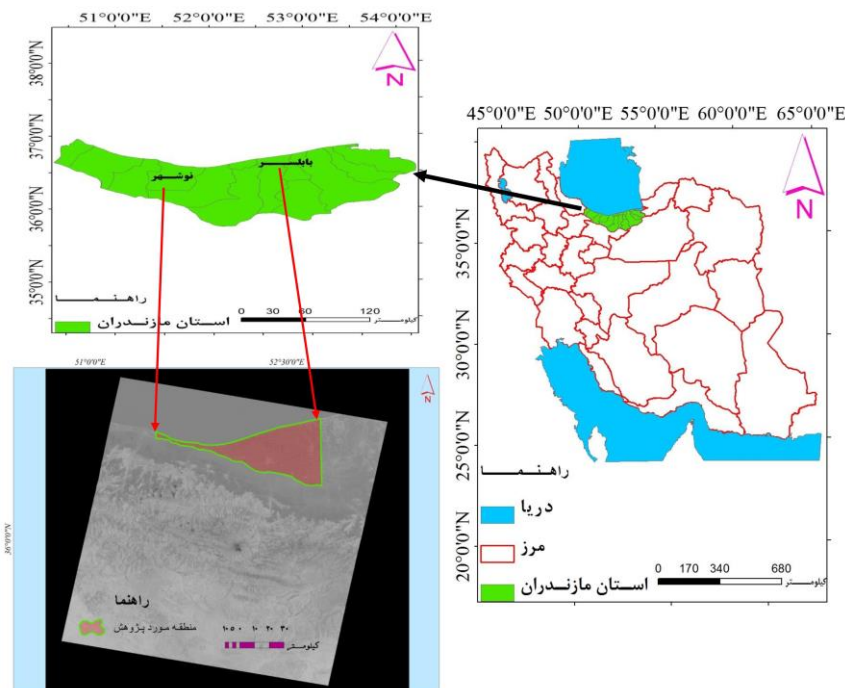 51°0'0"E 52°0'0"E 53°0'0"E 54°0'0"E
38°0'0"N
37°0'0"N
36°0'0"N
35°0'0"N
N
نوشهر
بابلسر
راهنما
استان مازندران
0 30 60 120
کیلومتر
45°0'0"E 50°0'0"E 55°0'0"E 60°0'0"E 65°0'0"E
35°0'0"N
30°0'0"N
25°0'0"N
20°0'0"N
N
راهنما
دریا
مرز
استان مازندران
0 170 340 680
کیلومتر
51°0'0"E 52°30'0"E
36°0'0"N
N
راهنما
منطقه مورد پژوهش
کیلومتر